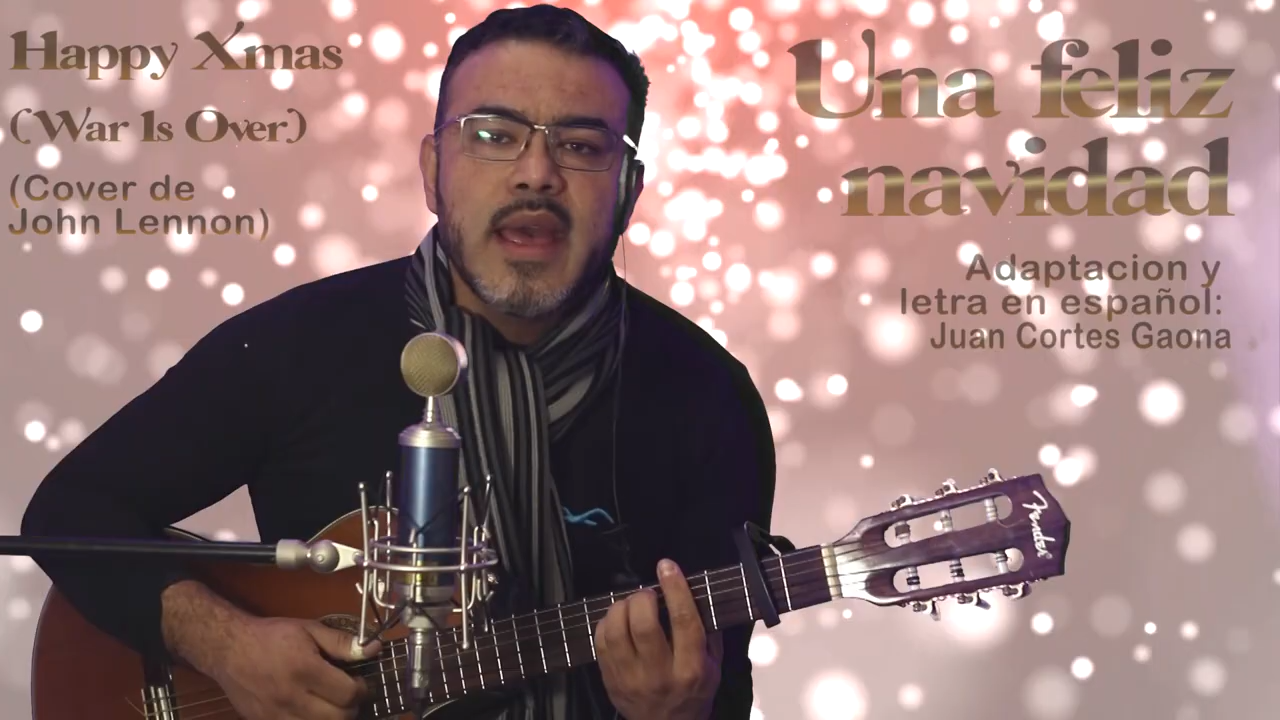 Happy Xmas
(War Is Over)
(Cover de
John Lennon)
Una feliz
navidad
Adaptacion y
letra en español:
Juan Cortes Gaona
Fender